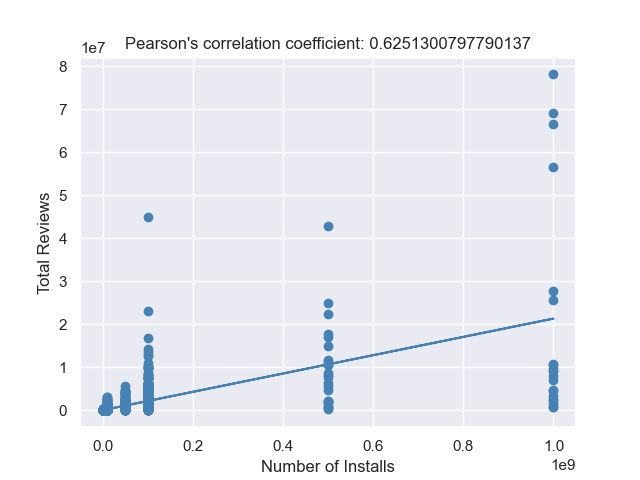 Pearson's correlation coefficient: 0.6251300797790137
1e7
8
7
6
5
4
3
2
1
0
Total Reviews
0.0 0.2 0.4 0.6 0.8 1.0
1e9
Number of Installs